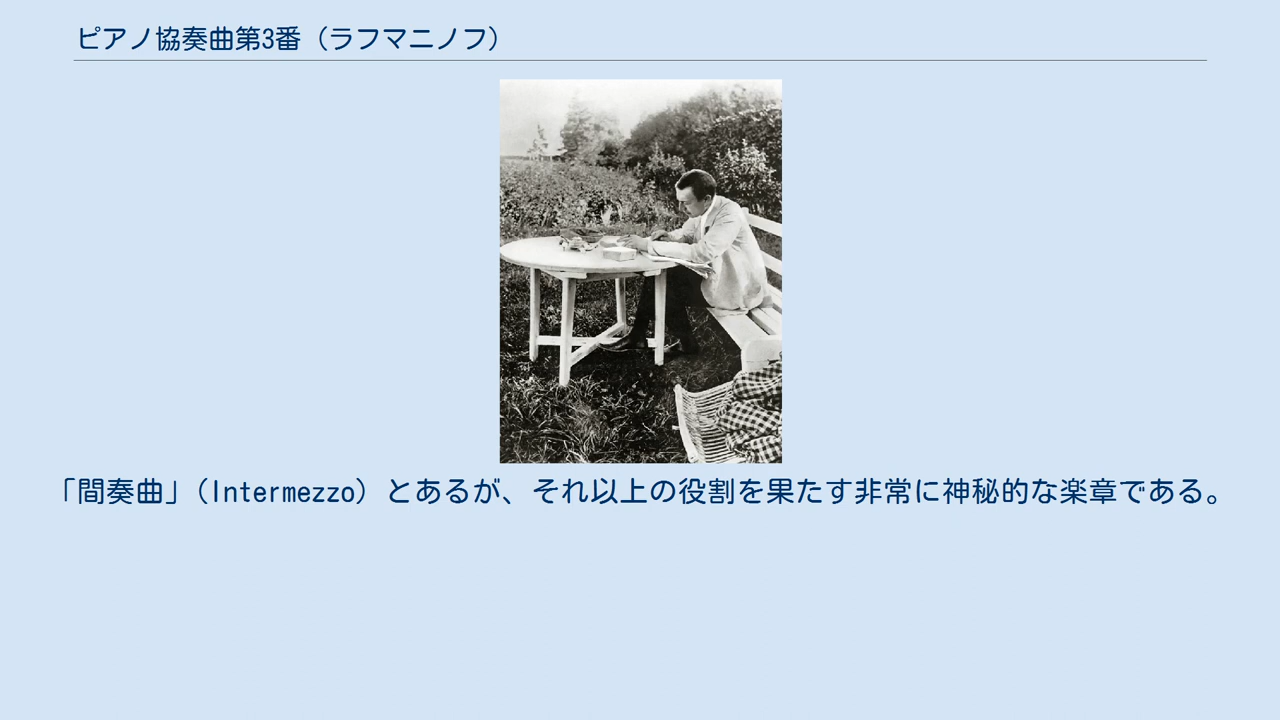 ピアノ協奏曲第3番（ラフマニノフ）
「間奏曲」（Intermezzo）とあるが、それ以上の役割を果たす非常に神秘的な楽章である。